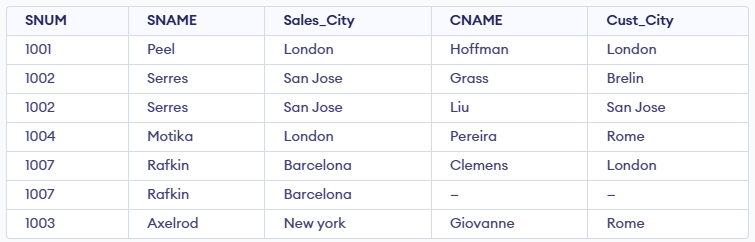 SNUM SNAME Sales_City CNAME Cust_City
1001 Peel London Hoffman London
1002 Serres San Jose Grass Brelin
1002 Serres San Jose Liu San Jose
1004 Motika London Pereira Rome
1007 Rafkin Barcelona Clemens London
1007 Rafkin Barcelona – –
1003 Axelrod New york Giovanne Rome